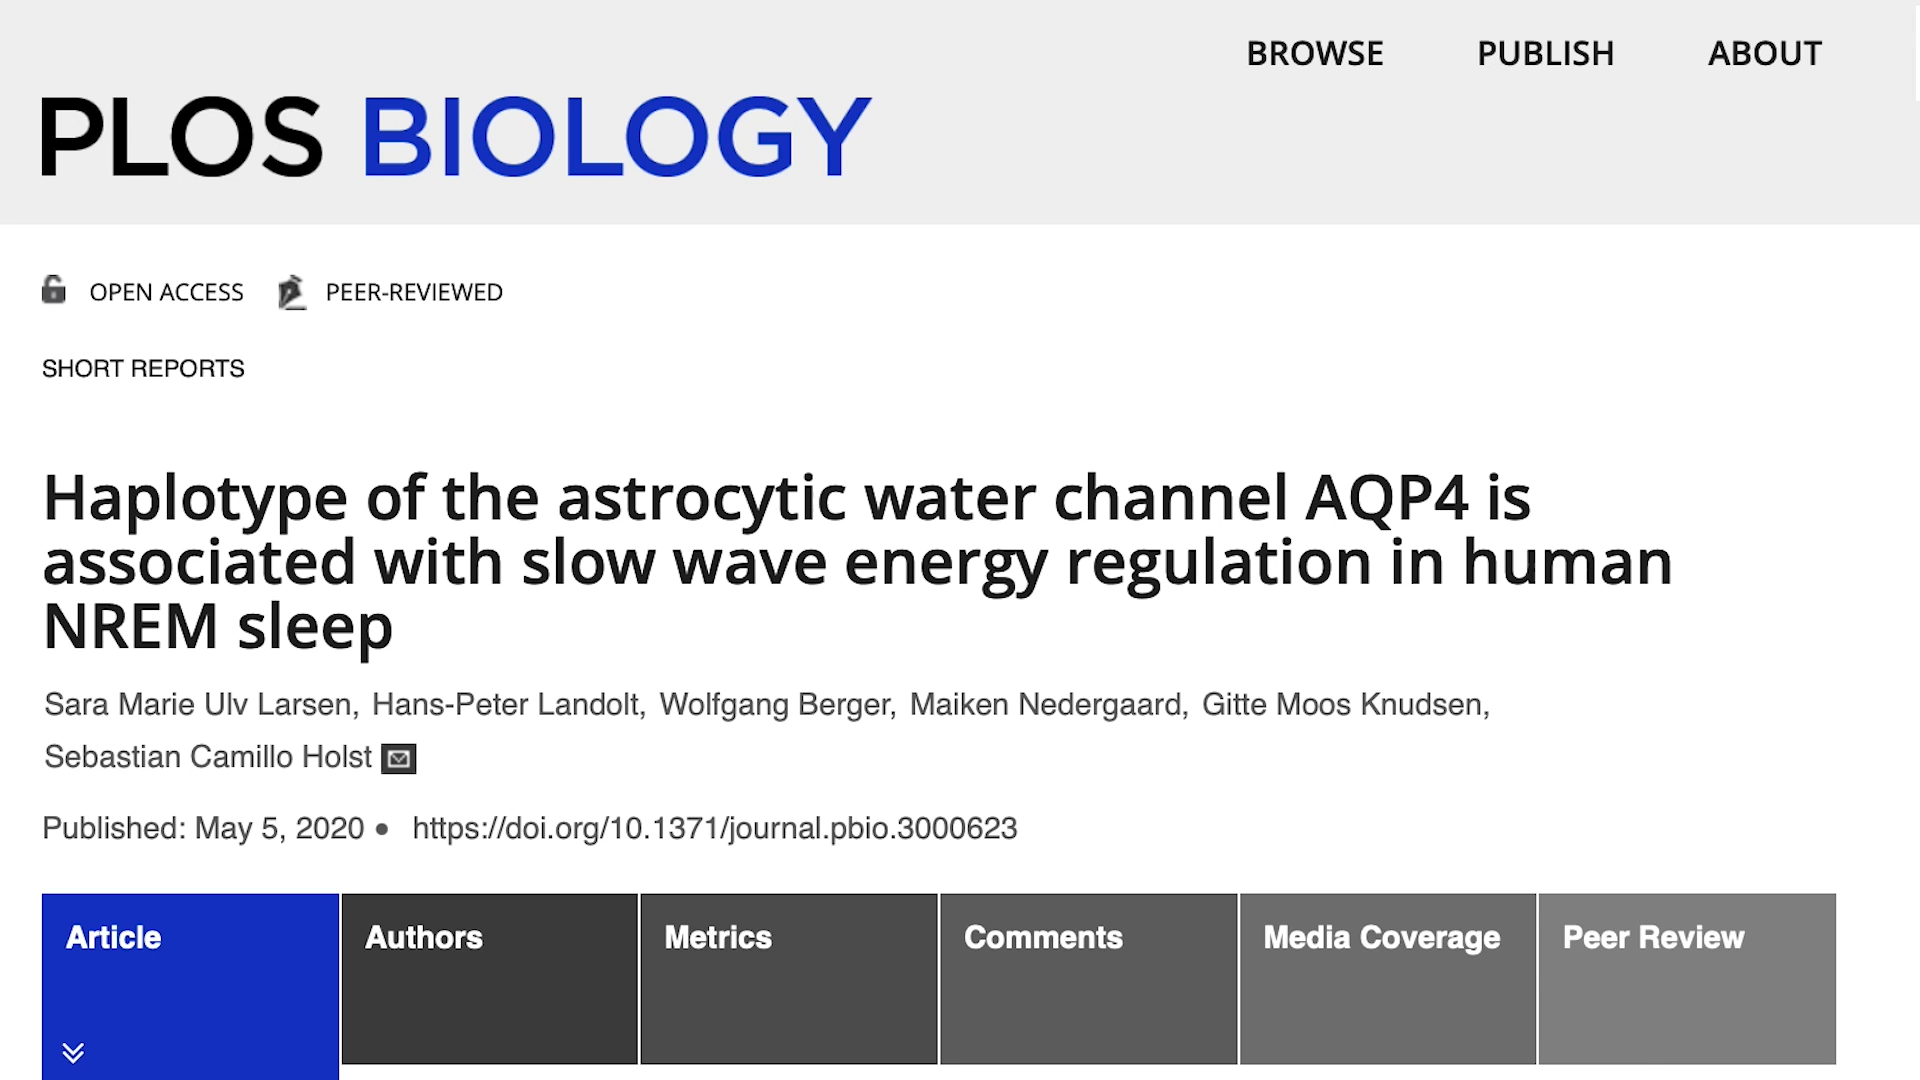 BROWSE PUBLISH ABOUT
PLOS BIOLOGY
OPEN ACCESS PEER-REVIEWED
SHORT REPORTS
Haplotype of the astrocytic water channel AQP4 is
associated with slow wave energy regulation in human
NREM sleep
Sara Marie Ulv Larsen, Hans-Peter Landolt, Wolfgang Berger, Maiken Nedergaard, Gitte Moos Knudsen,
Sebastian Camillo Holst
Published: May 5, 2020 • https://doi.org/10.1371/journal.pbio.3000623
Article Authors Metrics Comments Media Coverage Peer Review